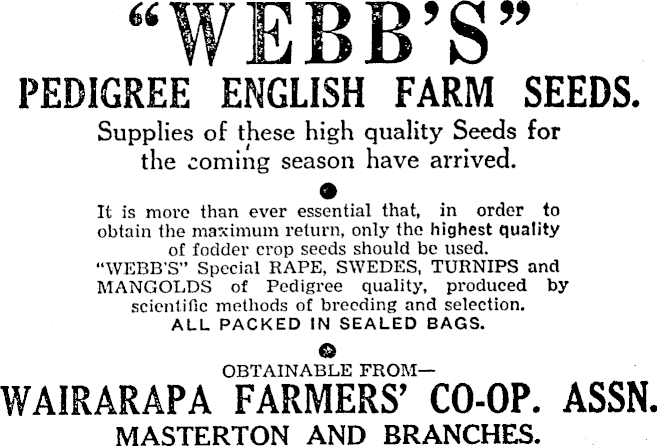 “WEBB’S”
PEDIGREE ENGLISH FARM SEEDS.
Supplies of these high quality Seeds for
the coming season have arrived.
It is more than ever essential that, in order to
obtain the maximum return, only the highest quality
of fodder crop seeds should be used.
“WEBB’S” Special RAPE, SWEDES, TURNIPS and
MANGOLDS of Pedigree quality, produced by
scientific methods of breeding and selection.
ALL PACKED IN SEALED BAGS.
OBTAINABLE FROM—
WAIRARAPA FARMERS’ CO-OP. ASSN.
MASTERTON AND BRANCHES.